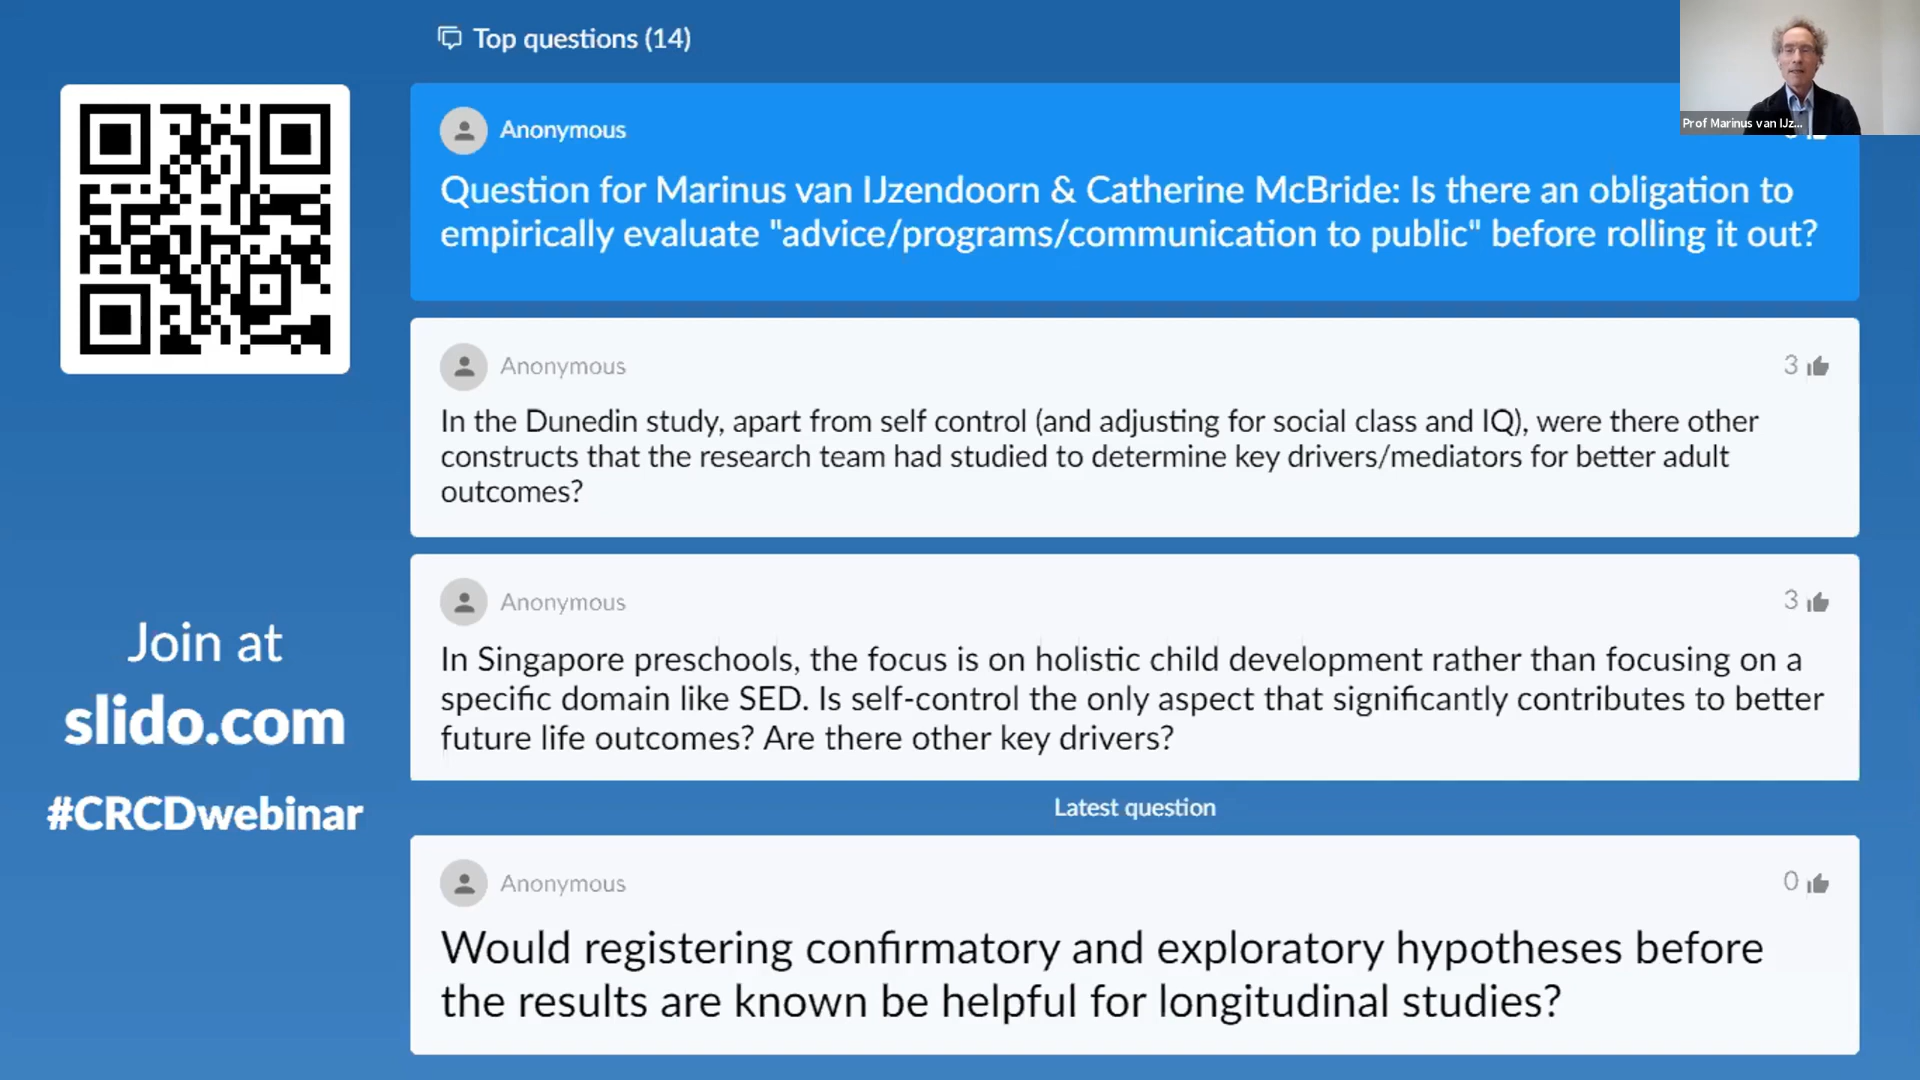 Top questions (14)
Prof Marinus van IJz...
Anonymous
Question for Marinus van IJzendoorn & Catherine McBride: Is there an obligation to
empirically evaluate "advice/programs/communication to public" before rolling it out?
Anonymous
3
In the Dunedin study, apart from self control (and adjusting for social class and IQ), were there other
constructs that the research team had studied to determine key drivers/mediators for better adult
outcomes?
Anonymous
3
In Singapore preschools, the focus is on holistic child development rather than focusing on a
specific domain like SED. Is self-control the only aspect that significantly contributes to better
future life outcomes? Are there other key drivers?
Join at
slido.com
#CRCDwebinar
Latest question
Anonymous
0
Would registering confirmatory and exploratory hypotheses before
the results are known be helpful for longitudinal studies?